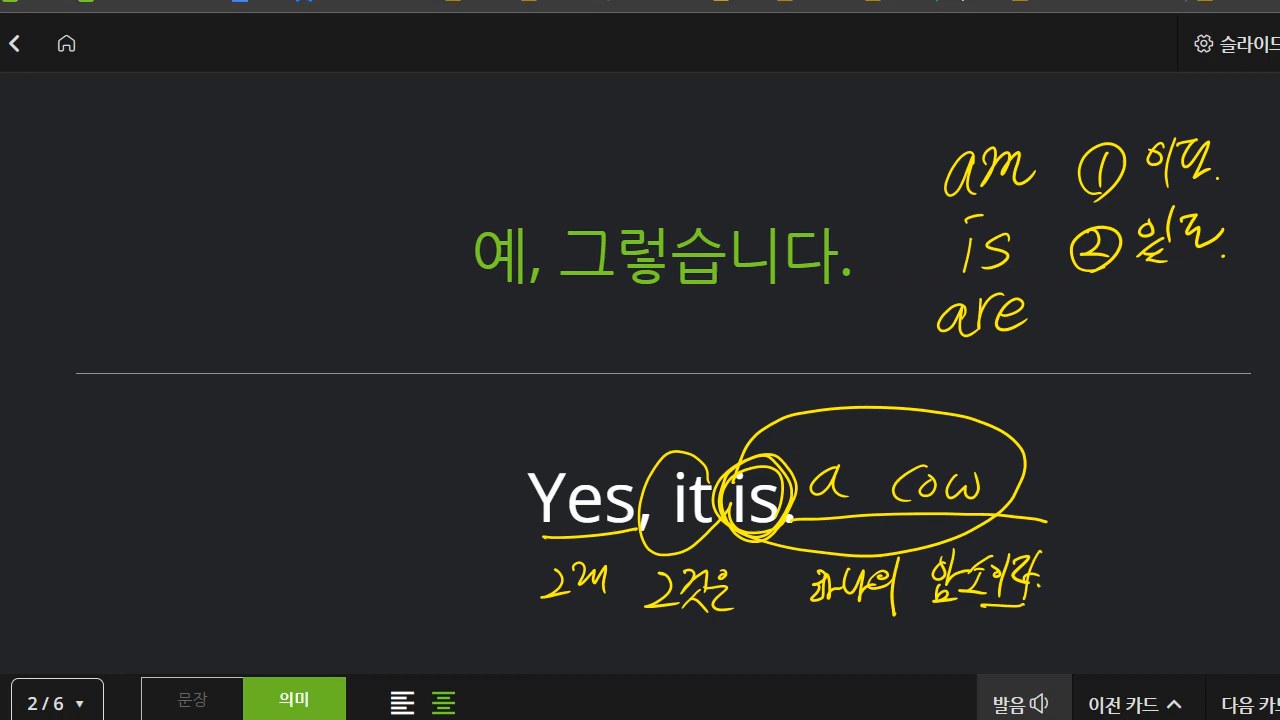 슬라이드
am ① 이다.
예, 그렇습니다.
is ② 있다.
are
Yes, it is. a cow
그래 그것은 하나의 암소이다.
2 / 6 ▼
문장
의미
발음
이전 카드
다음 카드